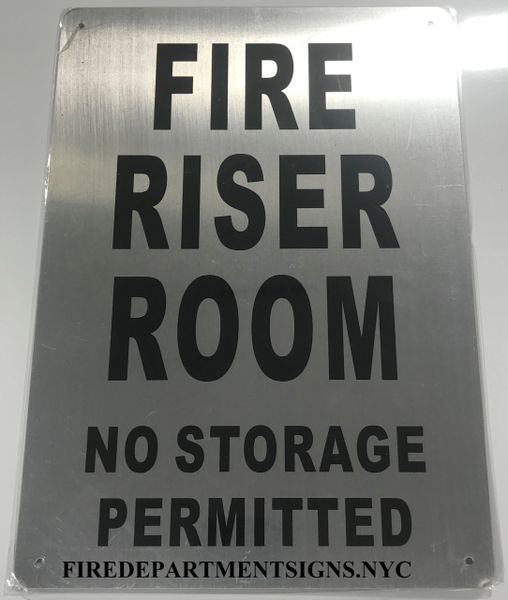 FIRE
RISER
ROOM
NO STORAGE
PERMITTED
FIREDEPARTMENTSIGNS.NYC